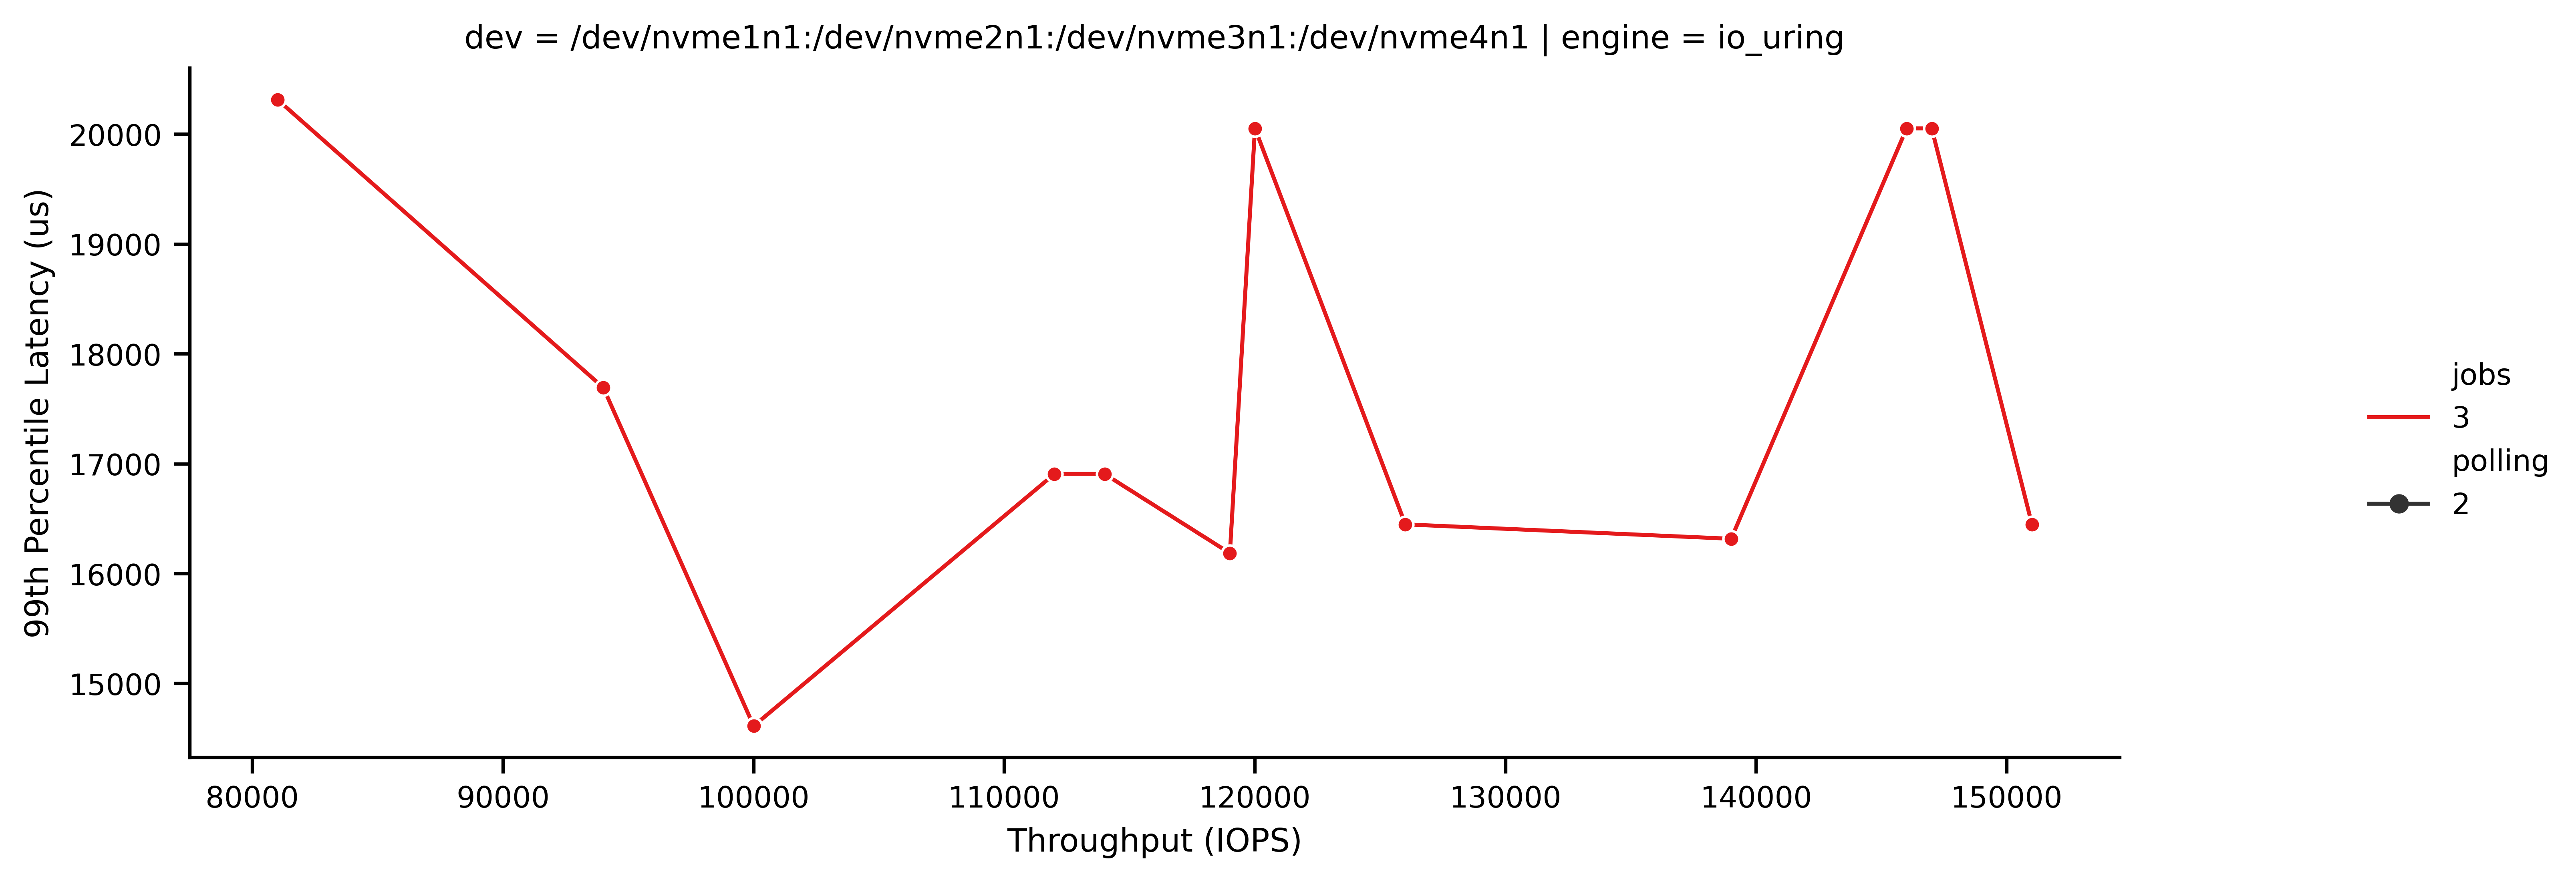 dev = /dev/nvme1n1:/dev/nvme2n1:/dev/nvme3n1:/dev/nvme4n1 | engine = io_uring
99th Percentile Latency (us)
20000
19000
18000
17000
16000
15000
80000 90000 100000 110000 120000 130000 140000 150000
Throughput (IOPS)
jobs
3
polling
2